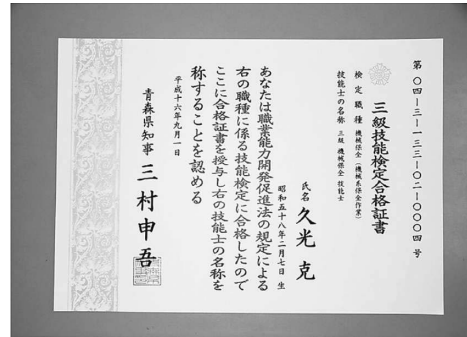 第〇四―三―一三三―〇二―〇〇〇四号
三級技能検定合格証書
検定職種 機械保全(機械系保全作業)
技能士の名称 三級 機械保全 技能士
氏名 久光 克
昭和五十八年二月七日 生
あなたは職業能力開発促進法の規定による
右の職種に係る技能検定に合格したので
ここに合格証書を授与し右の技能士の名称を
称することを認める
平成十六年九月一日
青森県知事 三村申吾